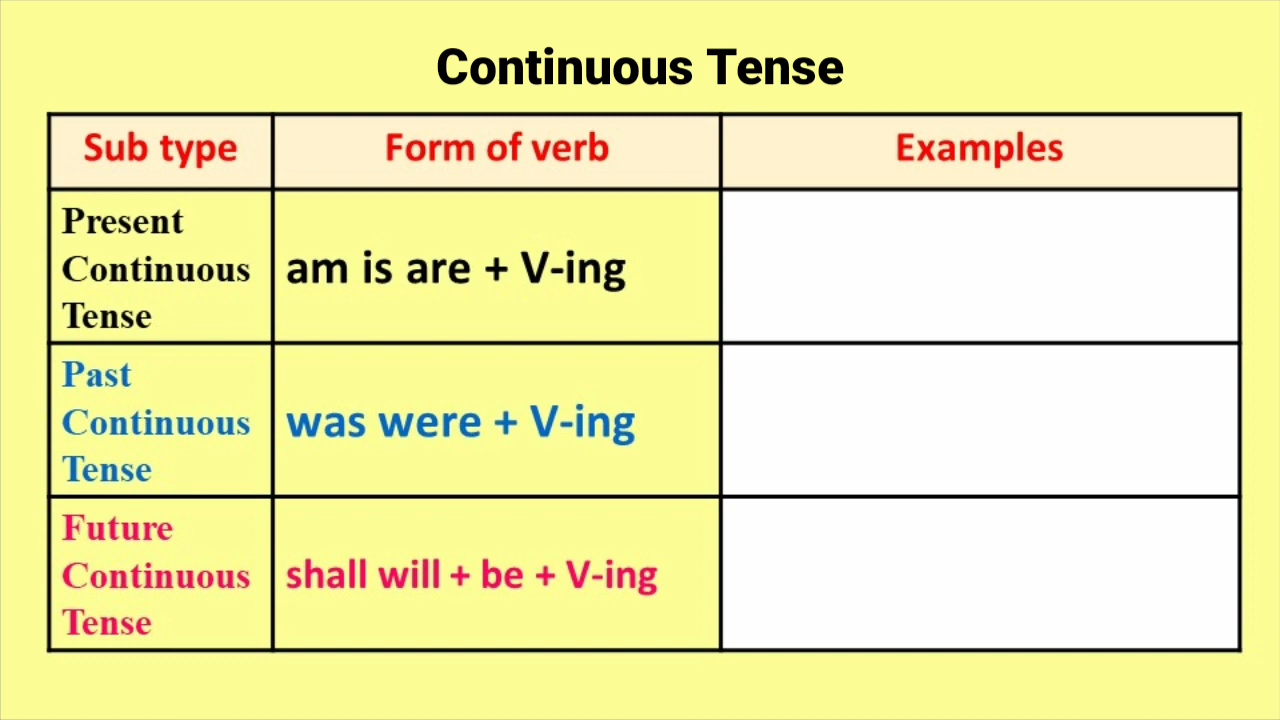 Continuous Tense
Sub type
Form of verb
Examples
Present
Continuous
Tense
am is are + V-ing
Past
Continuous
Tense
was were + V-ing
Future
Continuous
Tense
shall will + be + V-ing